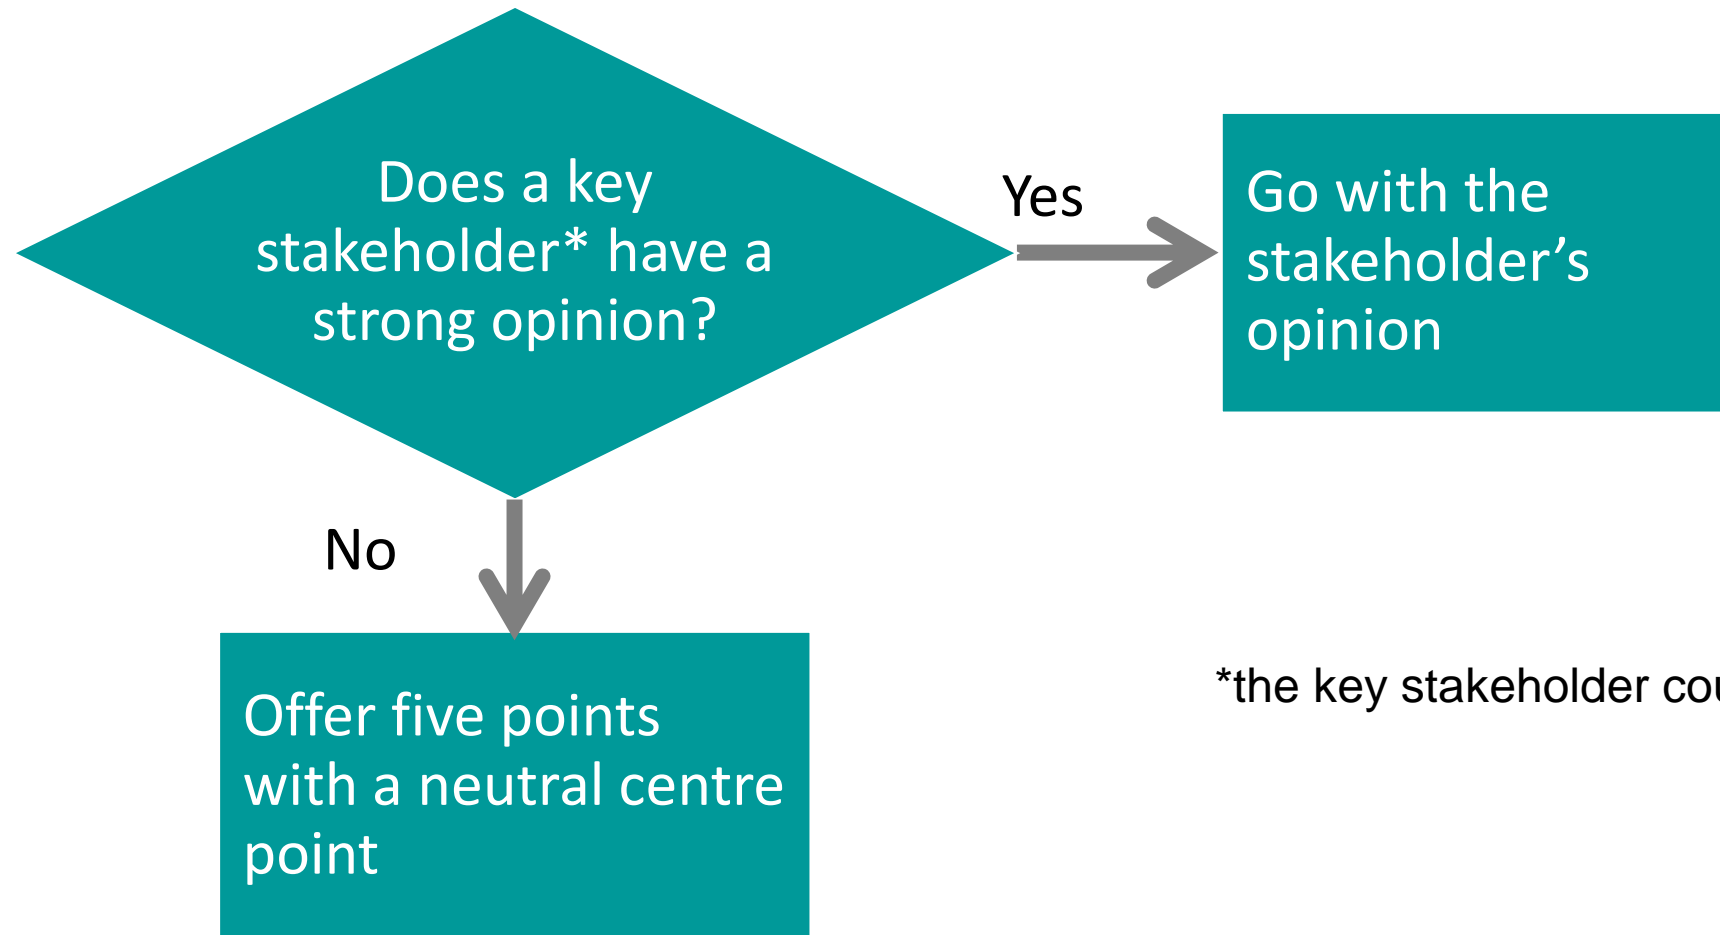 Does a key
stakeholder* have a
strong opinion?
Yes
Go with the
stakeholder’s
opinion
No
Offer five points
with a neutral centre
point
*the key stakeholder